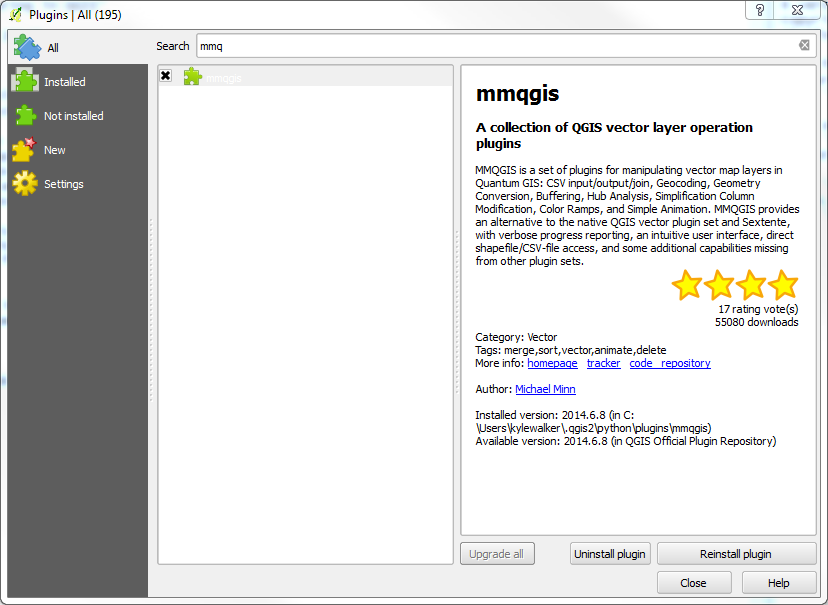 Plugins | All (195)
All
Search
mmq
Installed
Not installed
New
Settings
mmqgis
mmqgis
A collection of QGIS vector layer operation
plugins
MMQGIS is a set of plugins for manipulating vector map layers in
Quantum GIS: CSV input/output/join, Geocoding, Geometry
Conversion, Buffering, Hub Analysis, Simplification Column
Modification, Color Ramps, and Simple Animation. MMQGIS provides
an alternative to the native QGIS vector plugin set and Sextente,
with verbose progress reporting, an intuitive user interface, direct
shapefile/CSV-file access, and some additional capabilities missing
from other plugin sets.
17 rating vote(s)
55080 downloads
Category: Vector
Tags: merge,sort,vector,animate,delete
More info: homepage tracker code_repository
Author: Michael Minn
Installed version: 2014.6.8 (in C:
\Users\kylewalker\.qgis2\python\plugins\mmqgis)
Available version: 2014.6.8 (in QGIS Official Plugin Repository)
Upgrade all
Uninstall plugin
Reinstall plugin
Close
Help